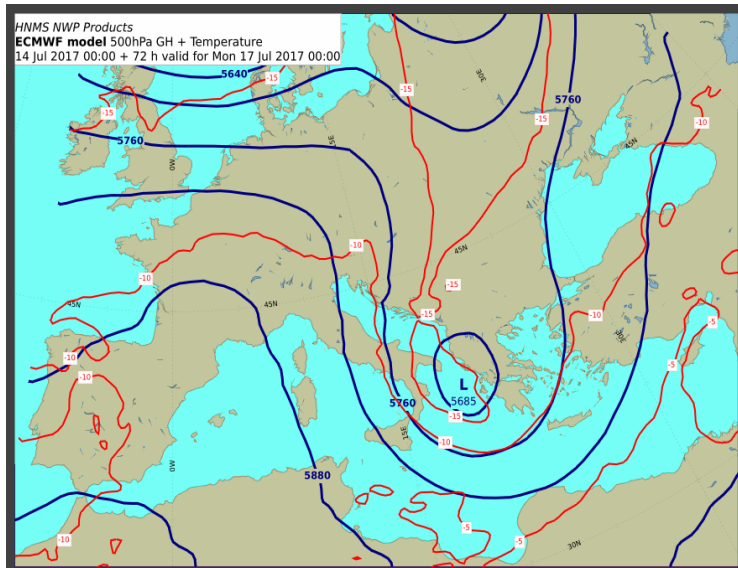 HNMS NWP Products
ECMWF model 500hPa GH + Temperature
14 Jul 2017 00:00 + 72 h valid for Mon 17 Jul 2017 00:00
5640
-15
30E
-15
-15
5760
-10
-15
5760
15E
0W
45N
45N
-10
-10
-15
45N
45N
-15
-10
-5
30E
-10
-5
-10
L
5685
5760
-15
15E
-10
0W
5880
-5
-10
-5
30N